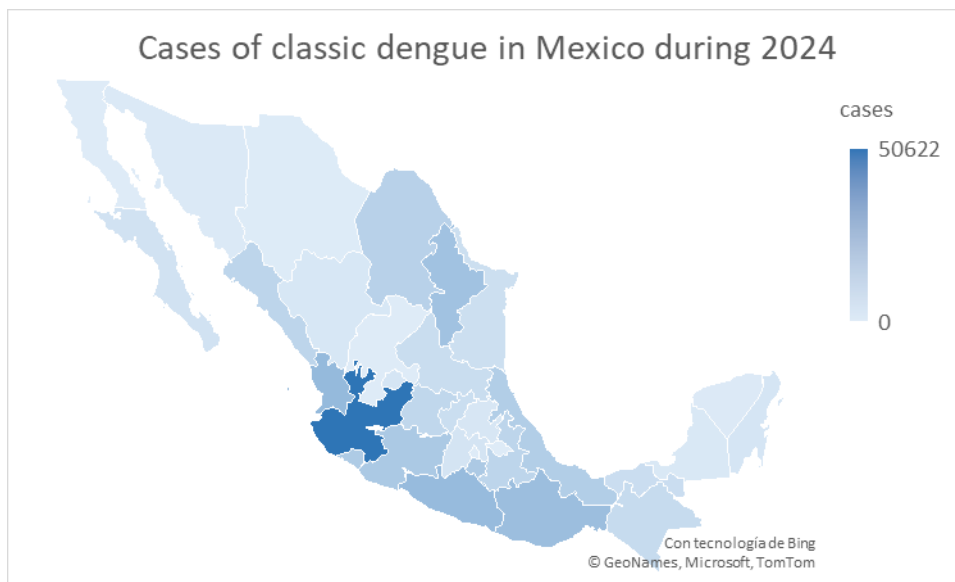 Cases of classic dengue in Mexico during 2024
cases
50622
0
Con tecnología de Bing
© GeoNames, Microsoft, TomTom